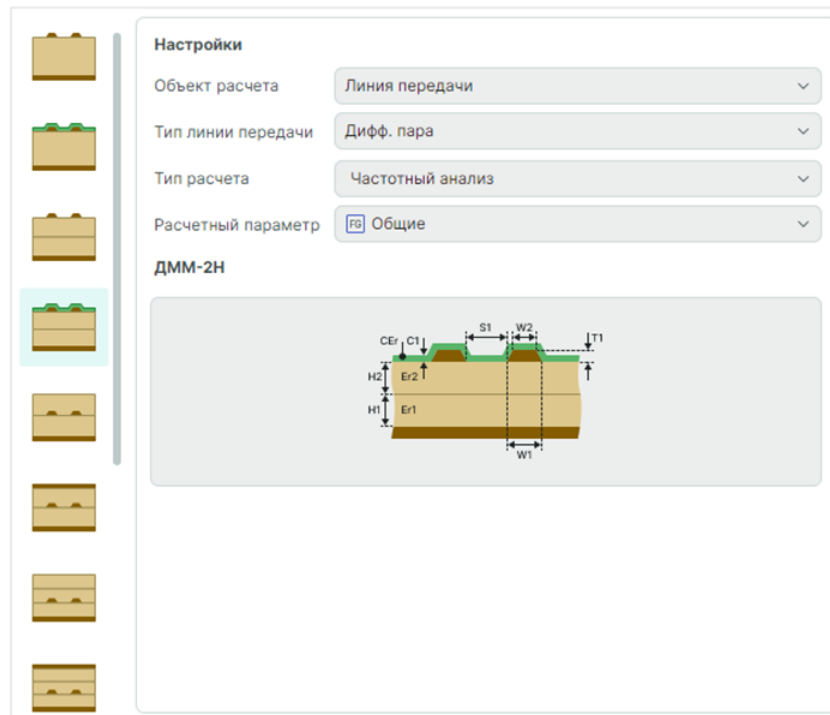 Настройки
Объект расчета Линия передачи
Тип линии передачи Дифф. пара
Тип расчета Частотный анализ
Расчетный параметр FG Общие
ДММ-2Н
S1 W2
CEr C1 T1
H2 Er2
H1 Er1
W1